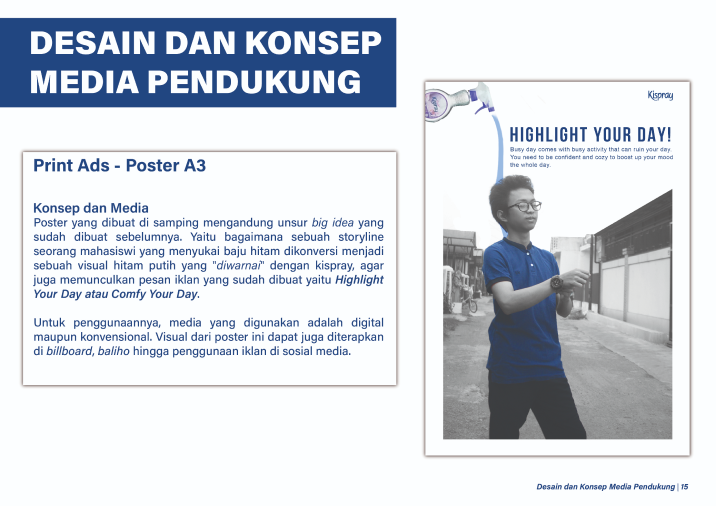 DESAIN DAN KONSEP
MEDIA PENDUKUNG
Print Ads - Poster A3
Konsep dan Media
Poster yang dibuat di samping mengandung unsur big idea yang
sudah dibuat sebelumnya. Yaitu bagaimana sebuah storyline
seorang mahasiswi yang menyukai baju hitam dikonversi menjadi
sebuah visual hitam putih yang "diwarnai" dengan kispray, agar
juga memunculkan pesan iklan yang sudah dibuat yaitu Highlight
Your Day atau Comfy Your Day.
Untuk penggunaannya, media yang digunakan adalah digital
maupun konvensional. Visual dari poster ini dapat juga diterapkan
di billboard, baliho hingga penggunaan iklan di sosial media.
Kispray
HIGHLIGHT YOUR DAY!
Busy day comes with busy activity that can ruin your day.
You need to be confident and cozy to boost up your mood
the whole day.
Desain dan Konsep Media Pendukung | 15